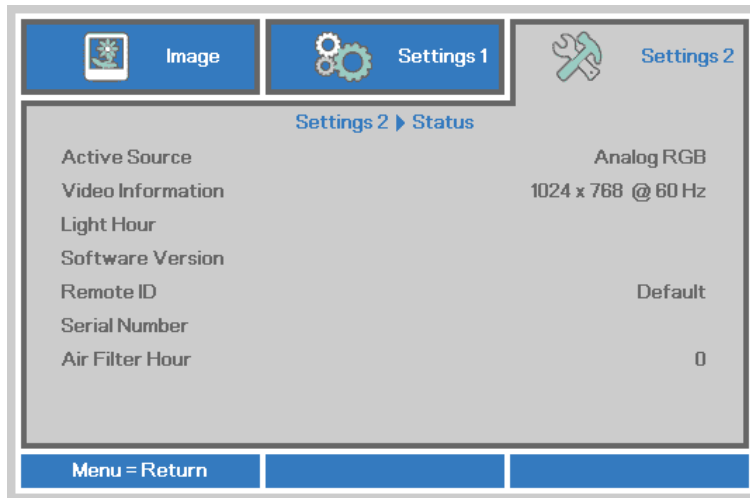 Image Settings 1 Settings 2
Settings 2 ▶ Status
Active Source Analog RGB
Video Information 1024 x 768 @ 60 Hz
Light Hour
Software Version
Remote ID Default
Serial Number
Air Filter Hour 0
Menu = Return